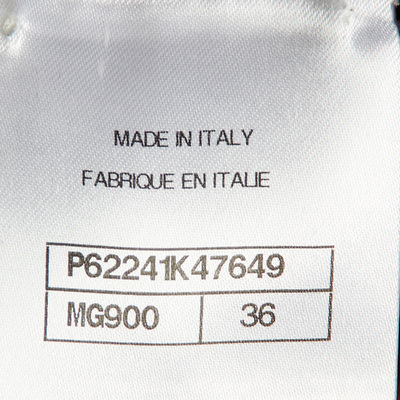 MADE IN ITALY
FABRIQUE EN ITALIE
P62241K47649
MG900 36